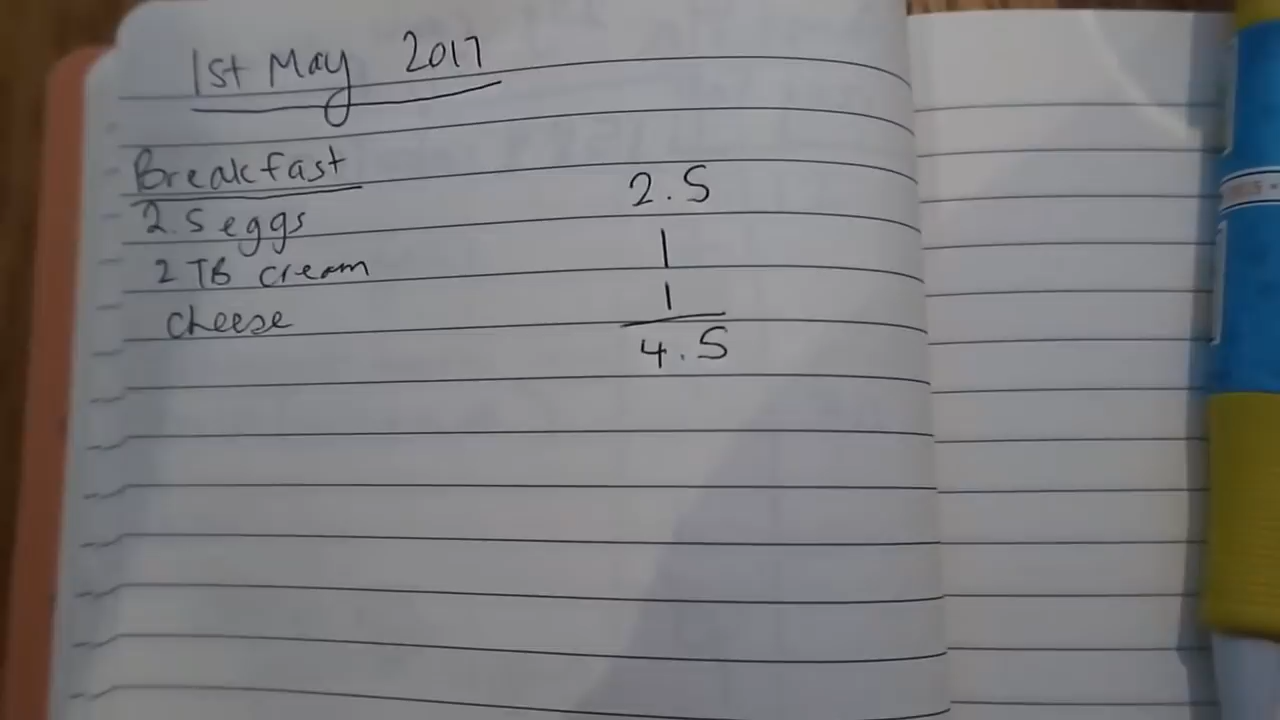 1st May 2017
Breakfast
2.5 eggs 2.5
2 TB cream 1
cheese 1
4.5